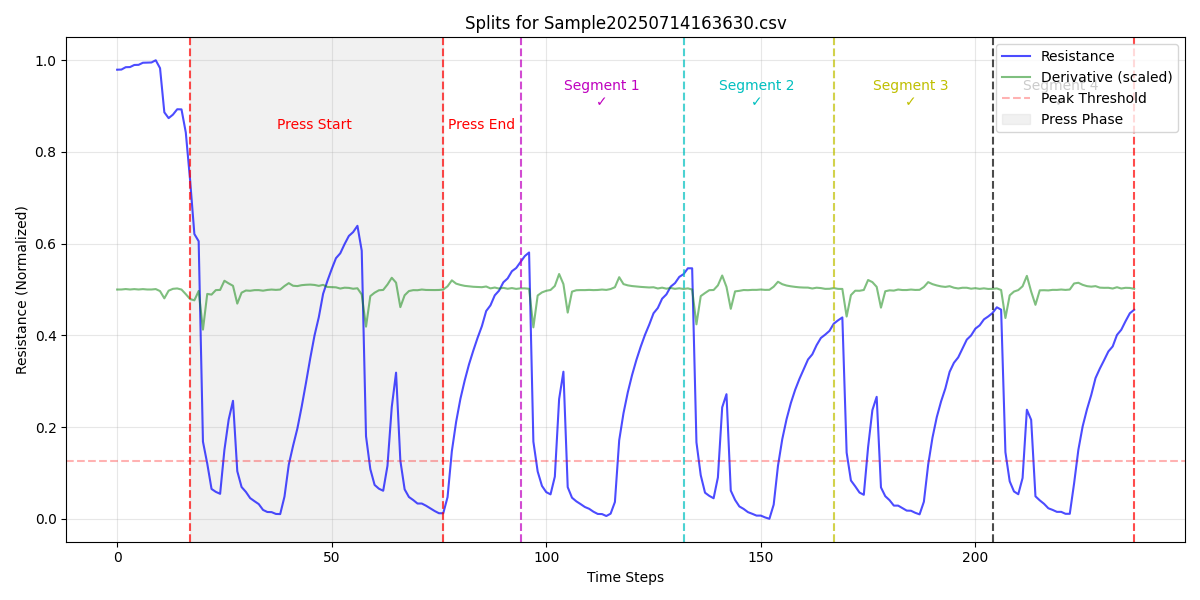 Splits for Sample20250714163630.csv
Resistance (Normalized)
1.0
0.8
0.6
0.4
0.2
0.0
0
50
100
150
200
Time Steps
Press Start
Press End
Segment 1
✓
Segment 2
✓
Segment 3
✓
Segment 4
Resistance
Derivative (scaled)
Peak Threshold
Press Phase